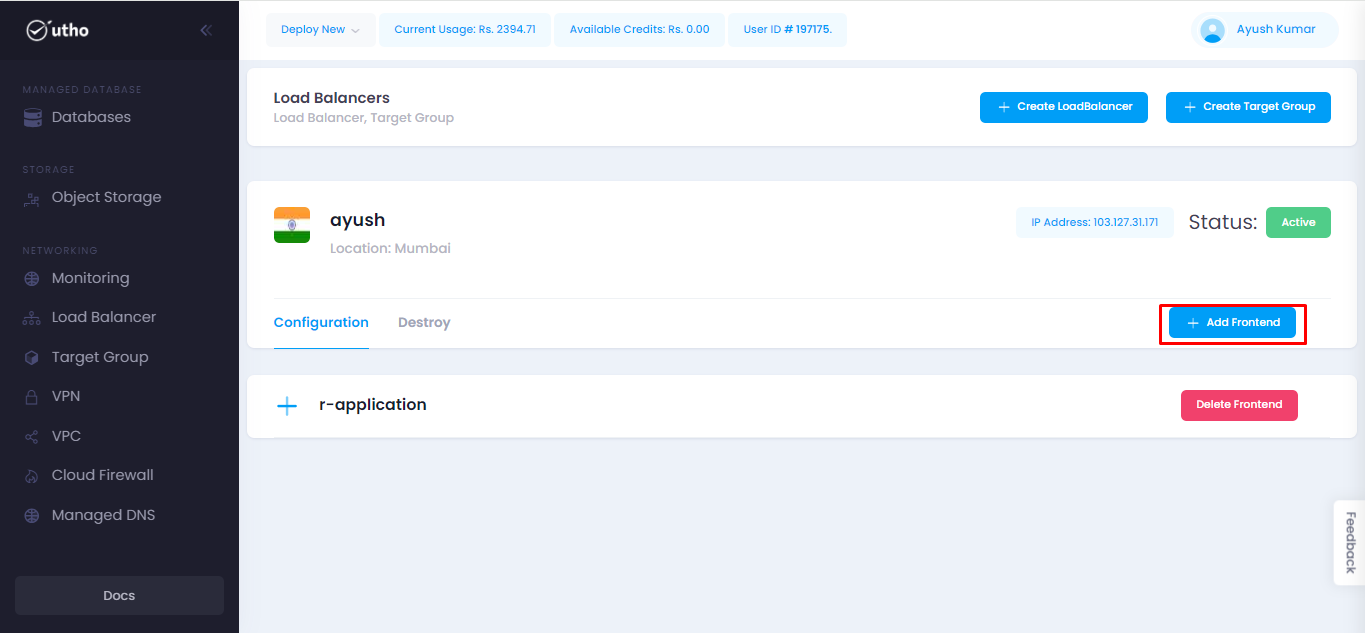 utho
Deploy New
Current Usage: Rs. 2394.71
Available Credits: Rs. 0.00
User ID # 197175.
Ayush Kumar
MANAGED DATABASE
Databases
STORAGE
Object Storage
NETWORKING
Monitoring
Load Balancer
Target Group
VPN
VPC
Cloud Firewall
Managed DNS
Docs
Load Balancers
Load Balancer, Target Group
Create LoadBalancer
Create Target Group
ayush
Location: Mumbai
IP Address: 103.127.31.171
Status:
Active
Configuration
Destroy
Add Frontend
r-application
Delete Frontend
Feedback